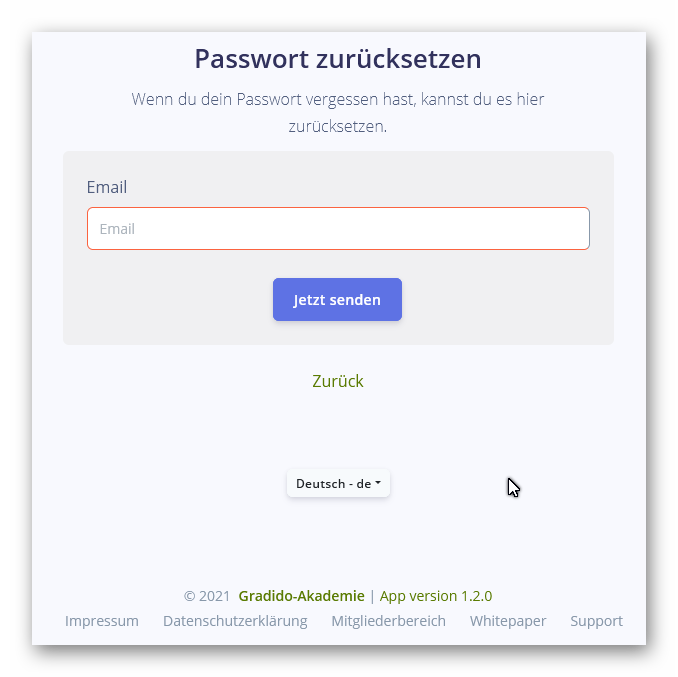 Passwort zurücksetzen
Wenn du dein Passwort vergessen hast, kannst du es hier
zurücksetzen.
Email
Email
Jetzt senden
Zurück
Deutsch - de
© 2021 Gradido-Akademie | App version 1.2.0
Impressum Datenschutzerklärung Mitgliederbereich Whitepaper Support